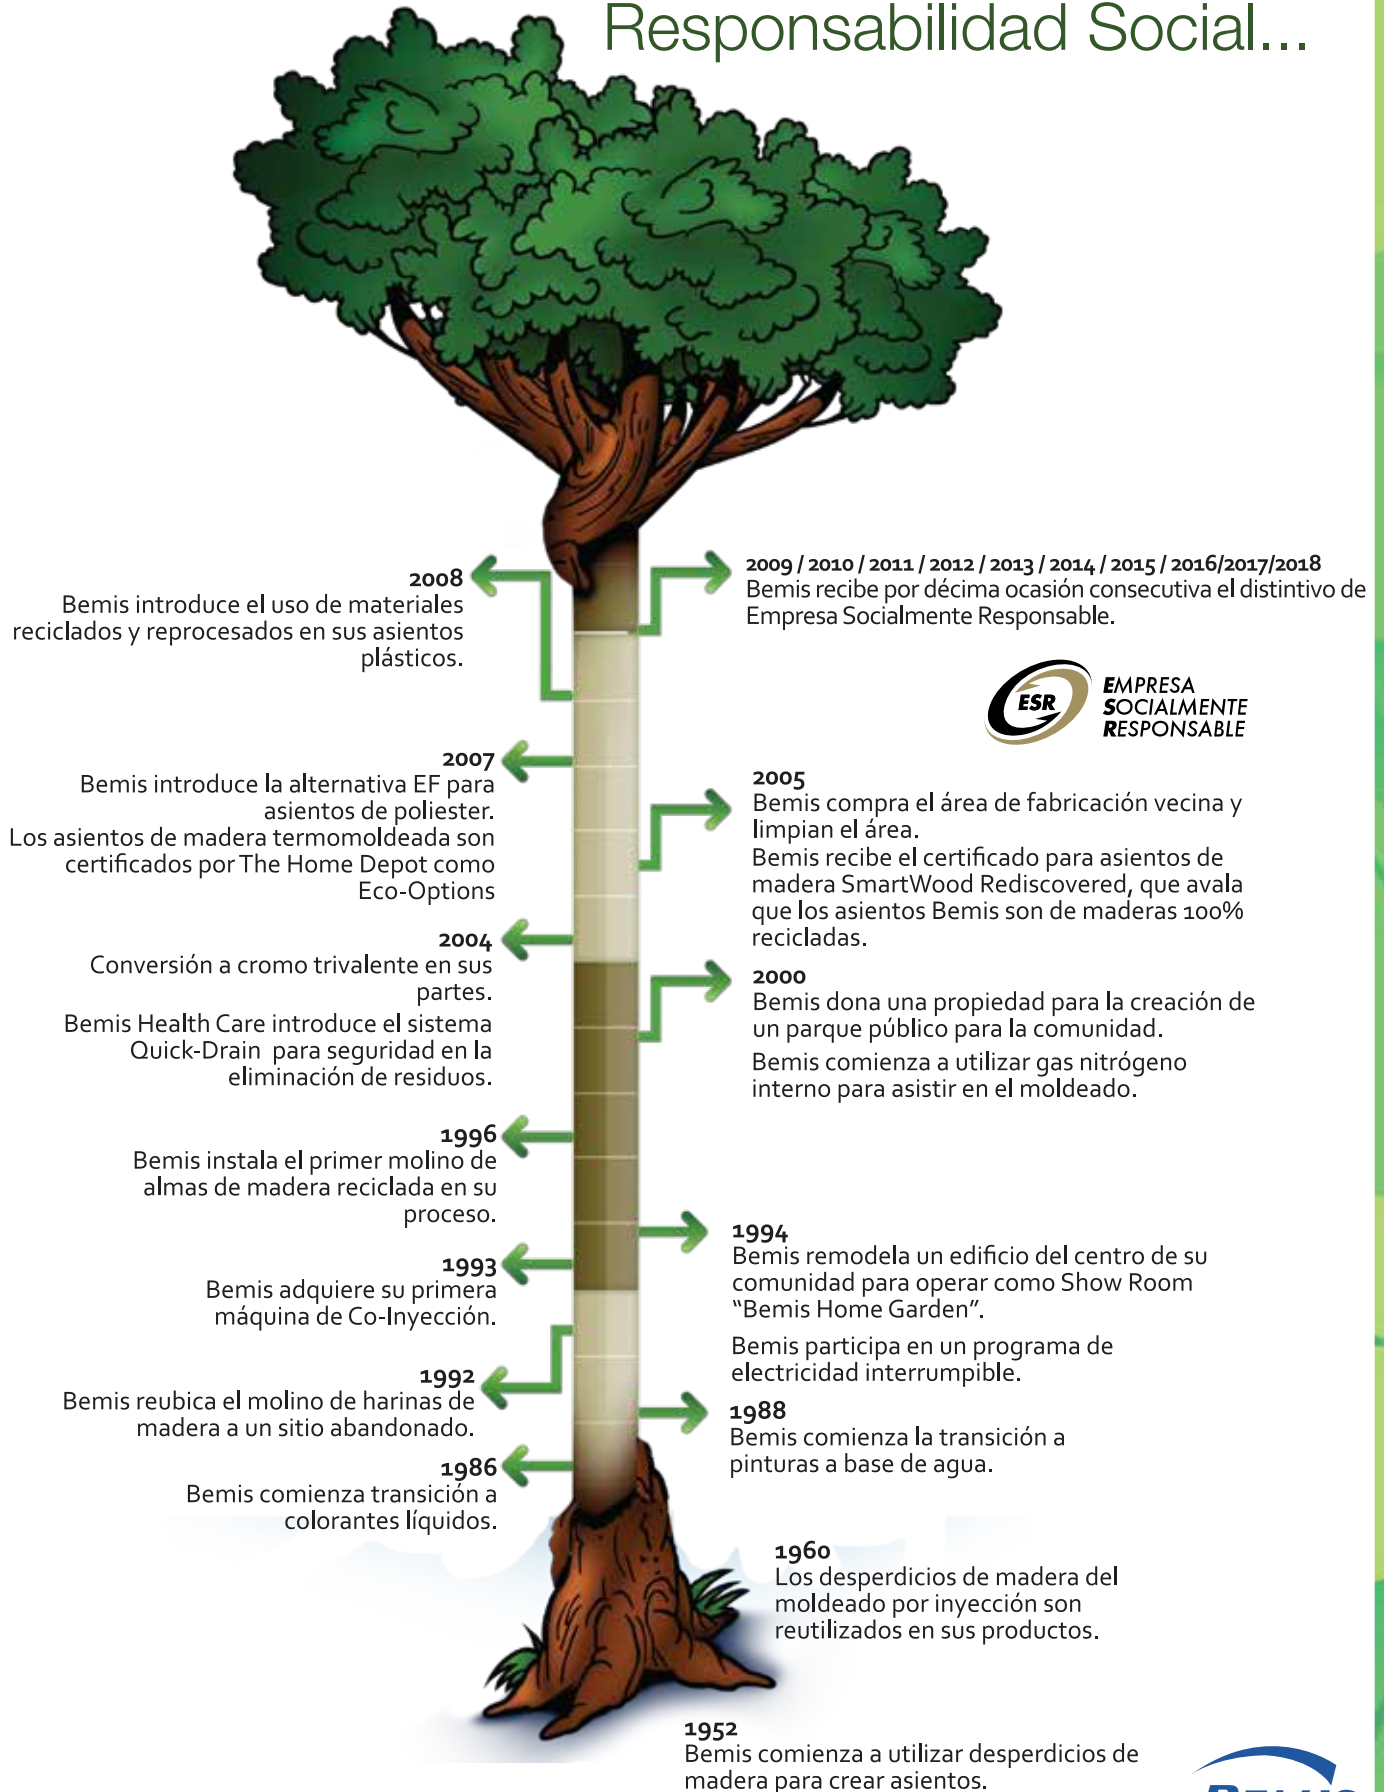 Responsabilidad Social...
2008
Bemis introduce el uso de materiales
reciclados y reprocesados en sus asientos
plásticos.
2009 / 2010 / 2011 / 2012 / 2013 / 2014 / 2015 / 2016/2017/2018
Bemis recibe por décima ocasión consecutiva el distintivo de
Empresa Socialmente Responsable.
ESR
EMPRESA
SOCIALMENTE
RESPONSABLE
2007
Bemis introduce la alternativa EF para
asientos de poliester.
Los asientos de madera termomoldeada son
certificados por The Home Depot como
Eco-Options
2005
Bemis compra el área de fabricación vecina y
limpian el área.
Bemis recibe el certificado para asientos de
madera SmartWood Rediscovered, que avala
que los asientos Bemis son de maderas 100%
recicladas.
2004
Conversión a cromo trivalente en sus
partes.
Bemis Health Care introduce el sistema
Quick-Drain para seguridad en la
eliminación de residuos.
2000
Bemis dona una propiedad para la creación de
un parque público para la comunidad.
Bemis comienza a utilizar gas nitrógeno
interno para asistir en el moldeado.
1996
Bemis instala el primer molino de
almas de madera reciclada en su
proceso.
1994
Bemis remodela un edificio del centro de su
comunidad para operar como Show Room
“Bemis Home Garden”.
Bemis participa en un programa de
electricidad interrumpible.
1993
Bemis adquiere su primera
máquina de Co-Inyección.
1992
Bemis reubica el molino de harinas de
madera a un sitio abandonado.
1988
Bemis comienza la transición a
pinturas a base de agua.
1986
Bemis comienza transición a
colorantes líquidos.
1960
Los desperdicios de madera del
moldeado por inyección son
reutilizados en sus productos.
1952
Bemis comienza a utilizar desperdicios de
madera para crear asientos.
BEMIS